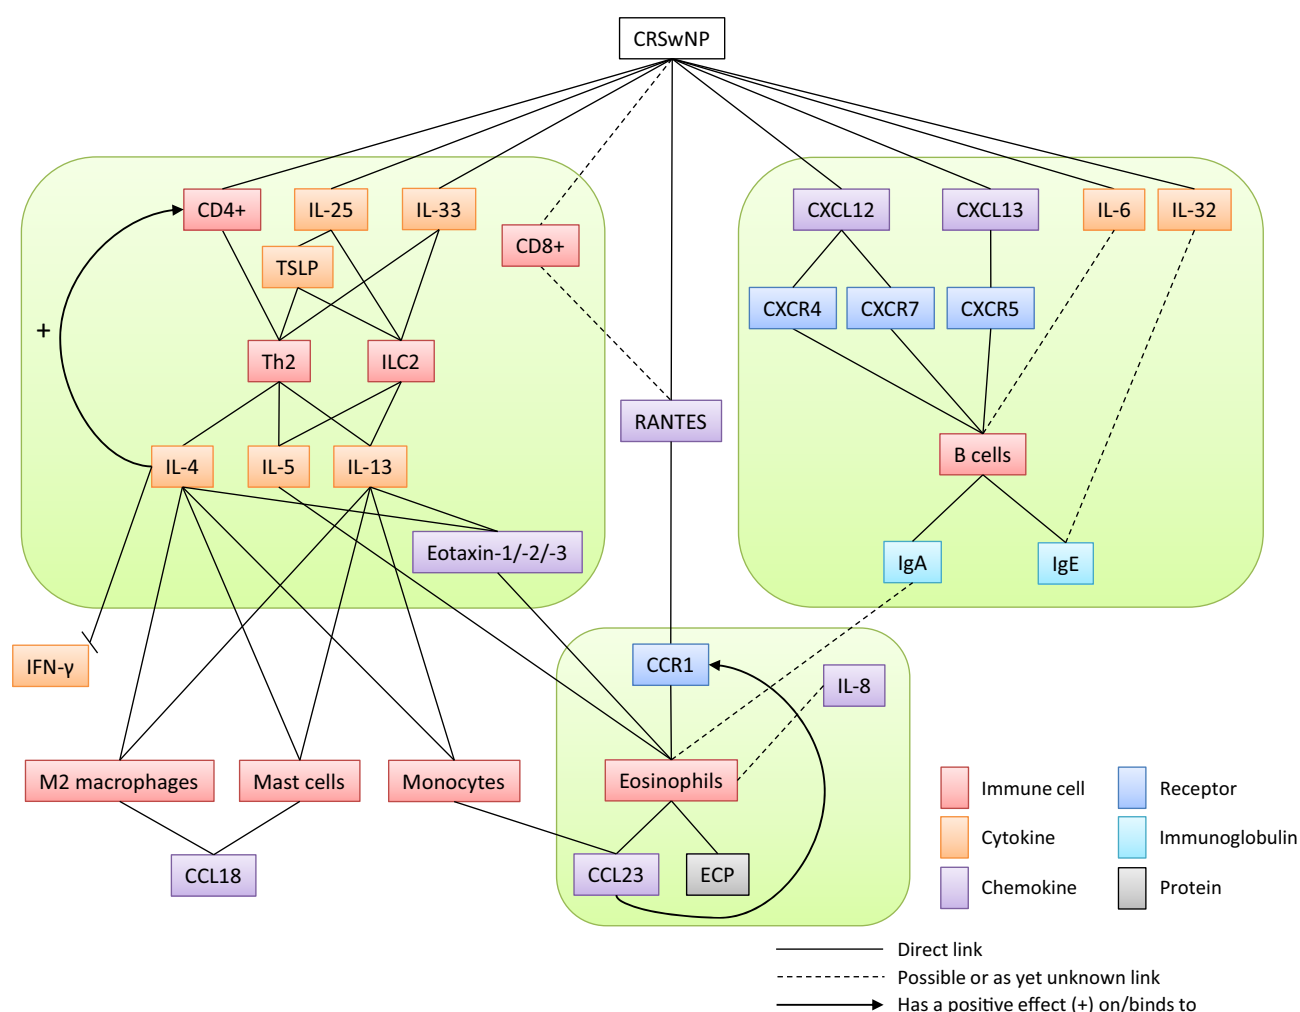 CRSwNP
CD4+
IL-25
IL-33
CXCL12
CXCL13
IL-6
IL-32
CD8+
TSLP
CXCR4
CXCR7
CXCR5
+
Th2
ILC2
RANTES
B cells
IL-4
IL-5
IL-13
Eotaxin-1/-2/-3
IgA
IgE
IFN-γ
CCR1
IL-8
M2 macrophages
Mast cells
Monocytes
Eosinophils
CCL18
CCL23
ECP
Immune cell
Receptor
Cytokine
Immunoglobulin
Chemokine
Protein
Direct link
Possible or as yet unknown link
Has a positive effect (+) on/binds to